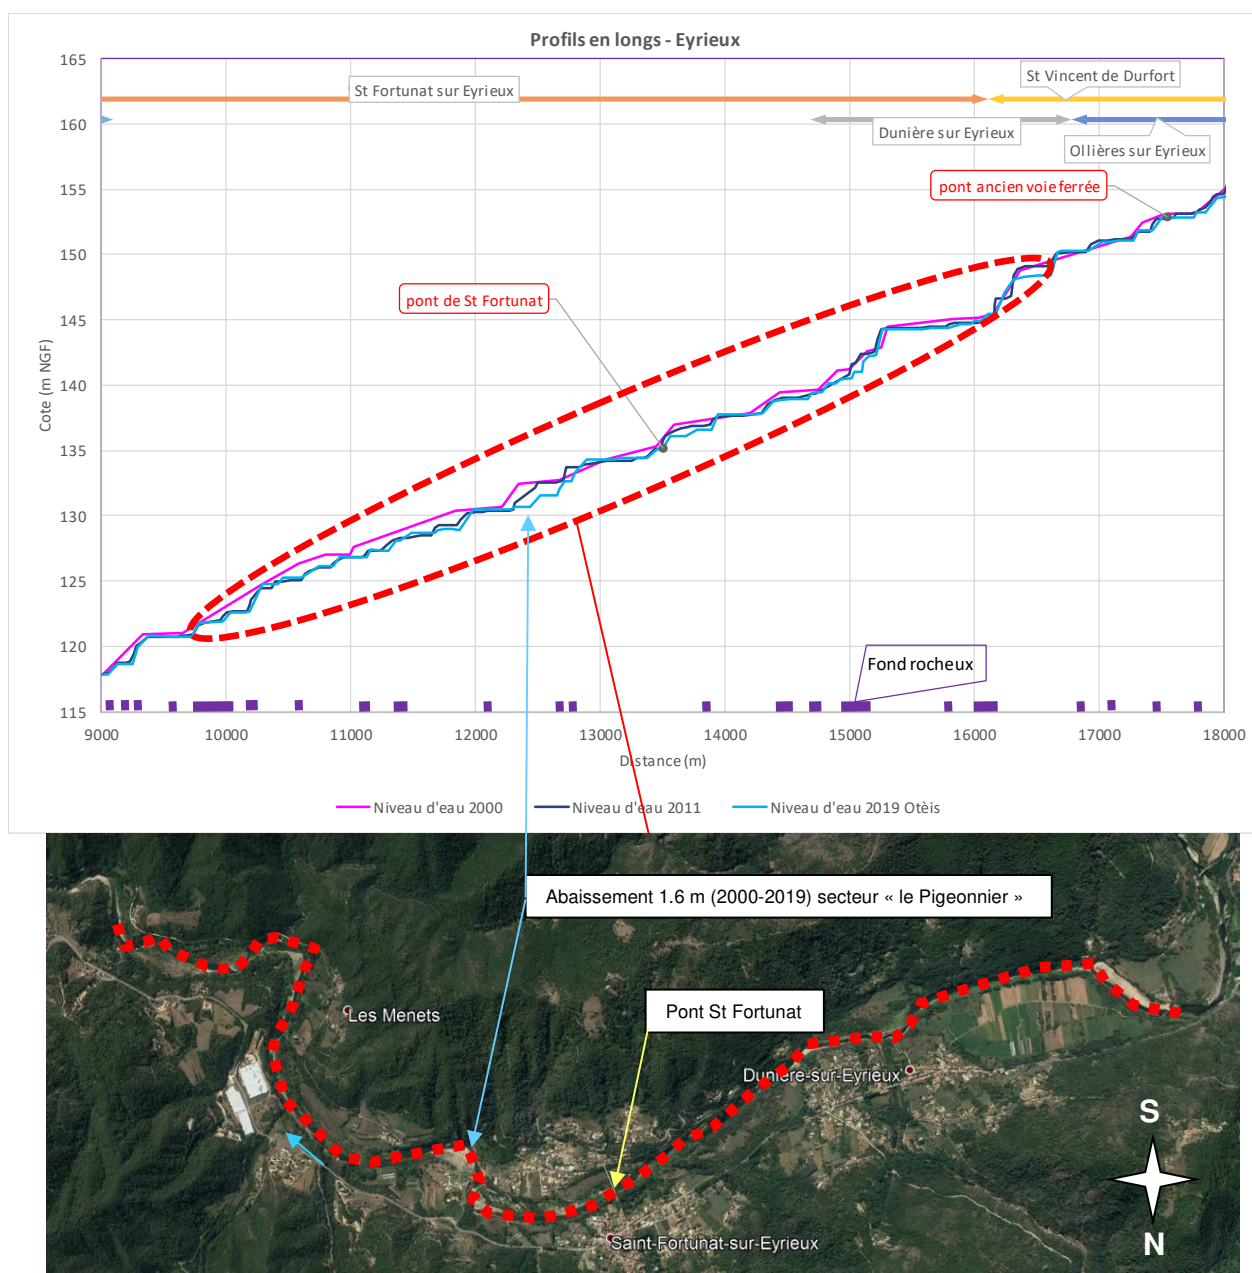 Profils en longs - Eyrieux
165
160
155
150
145
140
135
130
125
120
115
Cote (m NGF)
St Fortunat sur Eyrieux
St Vincent de Durfort
Dunière sur Eyrieux
Ollières sur Eyrieux
pont ancien voie ferrée
pont de St Fortunat
Fond rocheux
9000 10000 11000 12000 13000 14000 15000 16000 17000 18000
Distance (m)
Niveau d'eau 2000 Niveau d'eau 2011 Niveau d'eau 2019 Otèis
Abaissement 1.6 m (2000-2019) secteur « le Pigeonnier »
Pont St Fortunat
Les Menets
Dunière-sur-Eyrieux
Saint-Fortunat-sur-Eyrieux
S
N